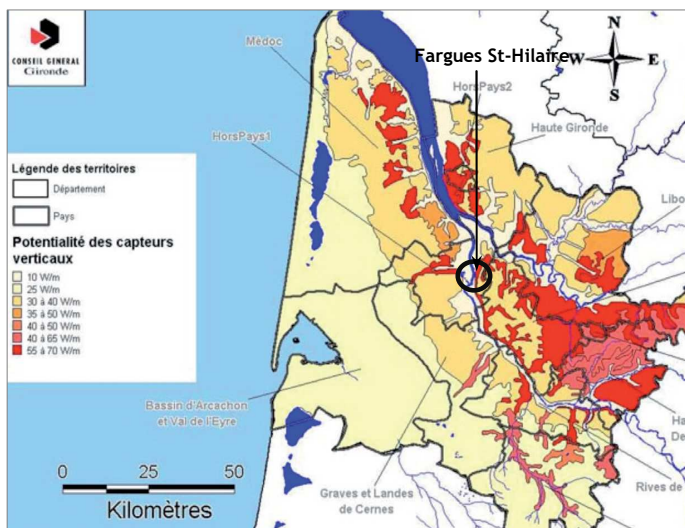 CONSEIL GENERAL
Gironde
Médoc
Fargues St-Hilaire
N
W
E
S
HorsPays2
Haute Gironde
HorsPays1
Libo
Légende des territoires
Département
Pays
Potentialité des capteurs
verticaux
10 W/m
25 W/m
30 à 40 W/m
35 à 50 W/m
40 à 50 W/m
40 à 65 W/m
55 à 70 W/m
Bassin d'Arcachon
et Val de l'Eyre
Ha
De
Rives de
Graves et Landes
de Cernes
0
25
50
Kilomètres